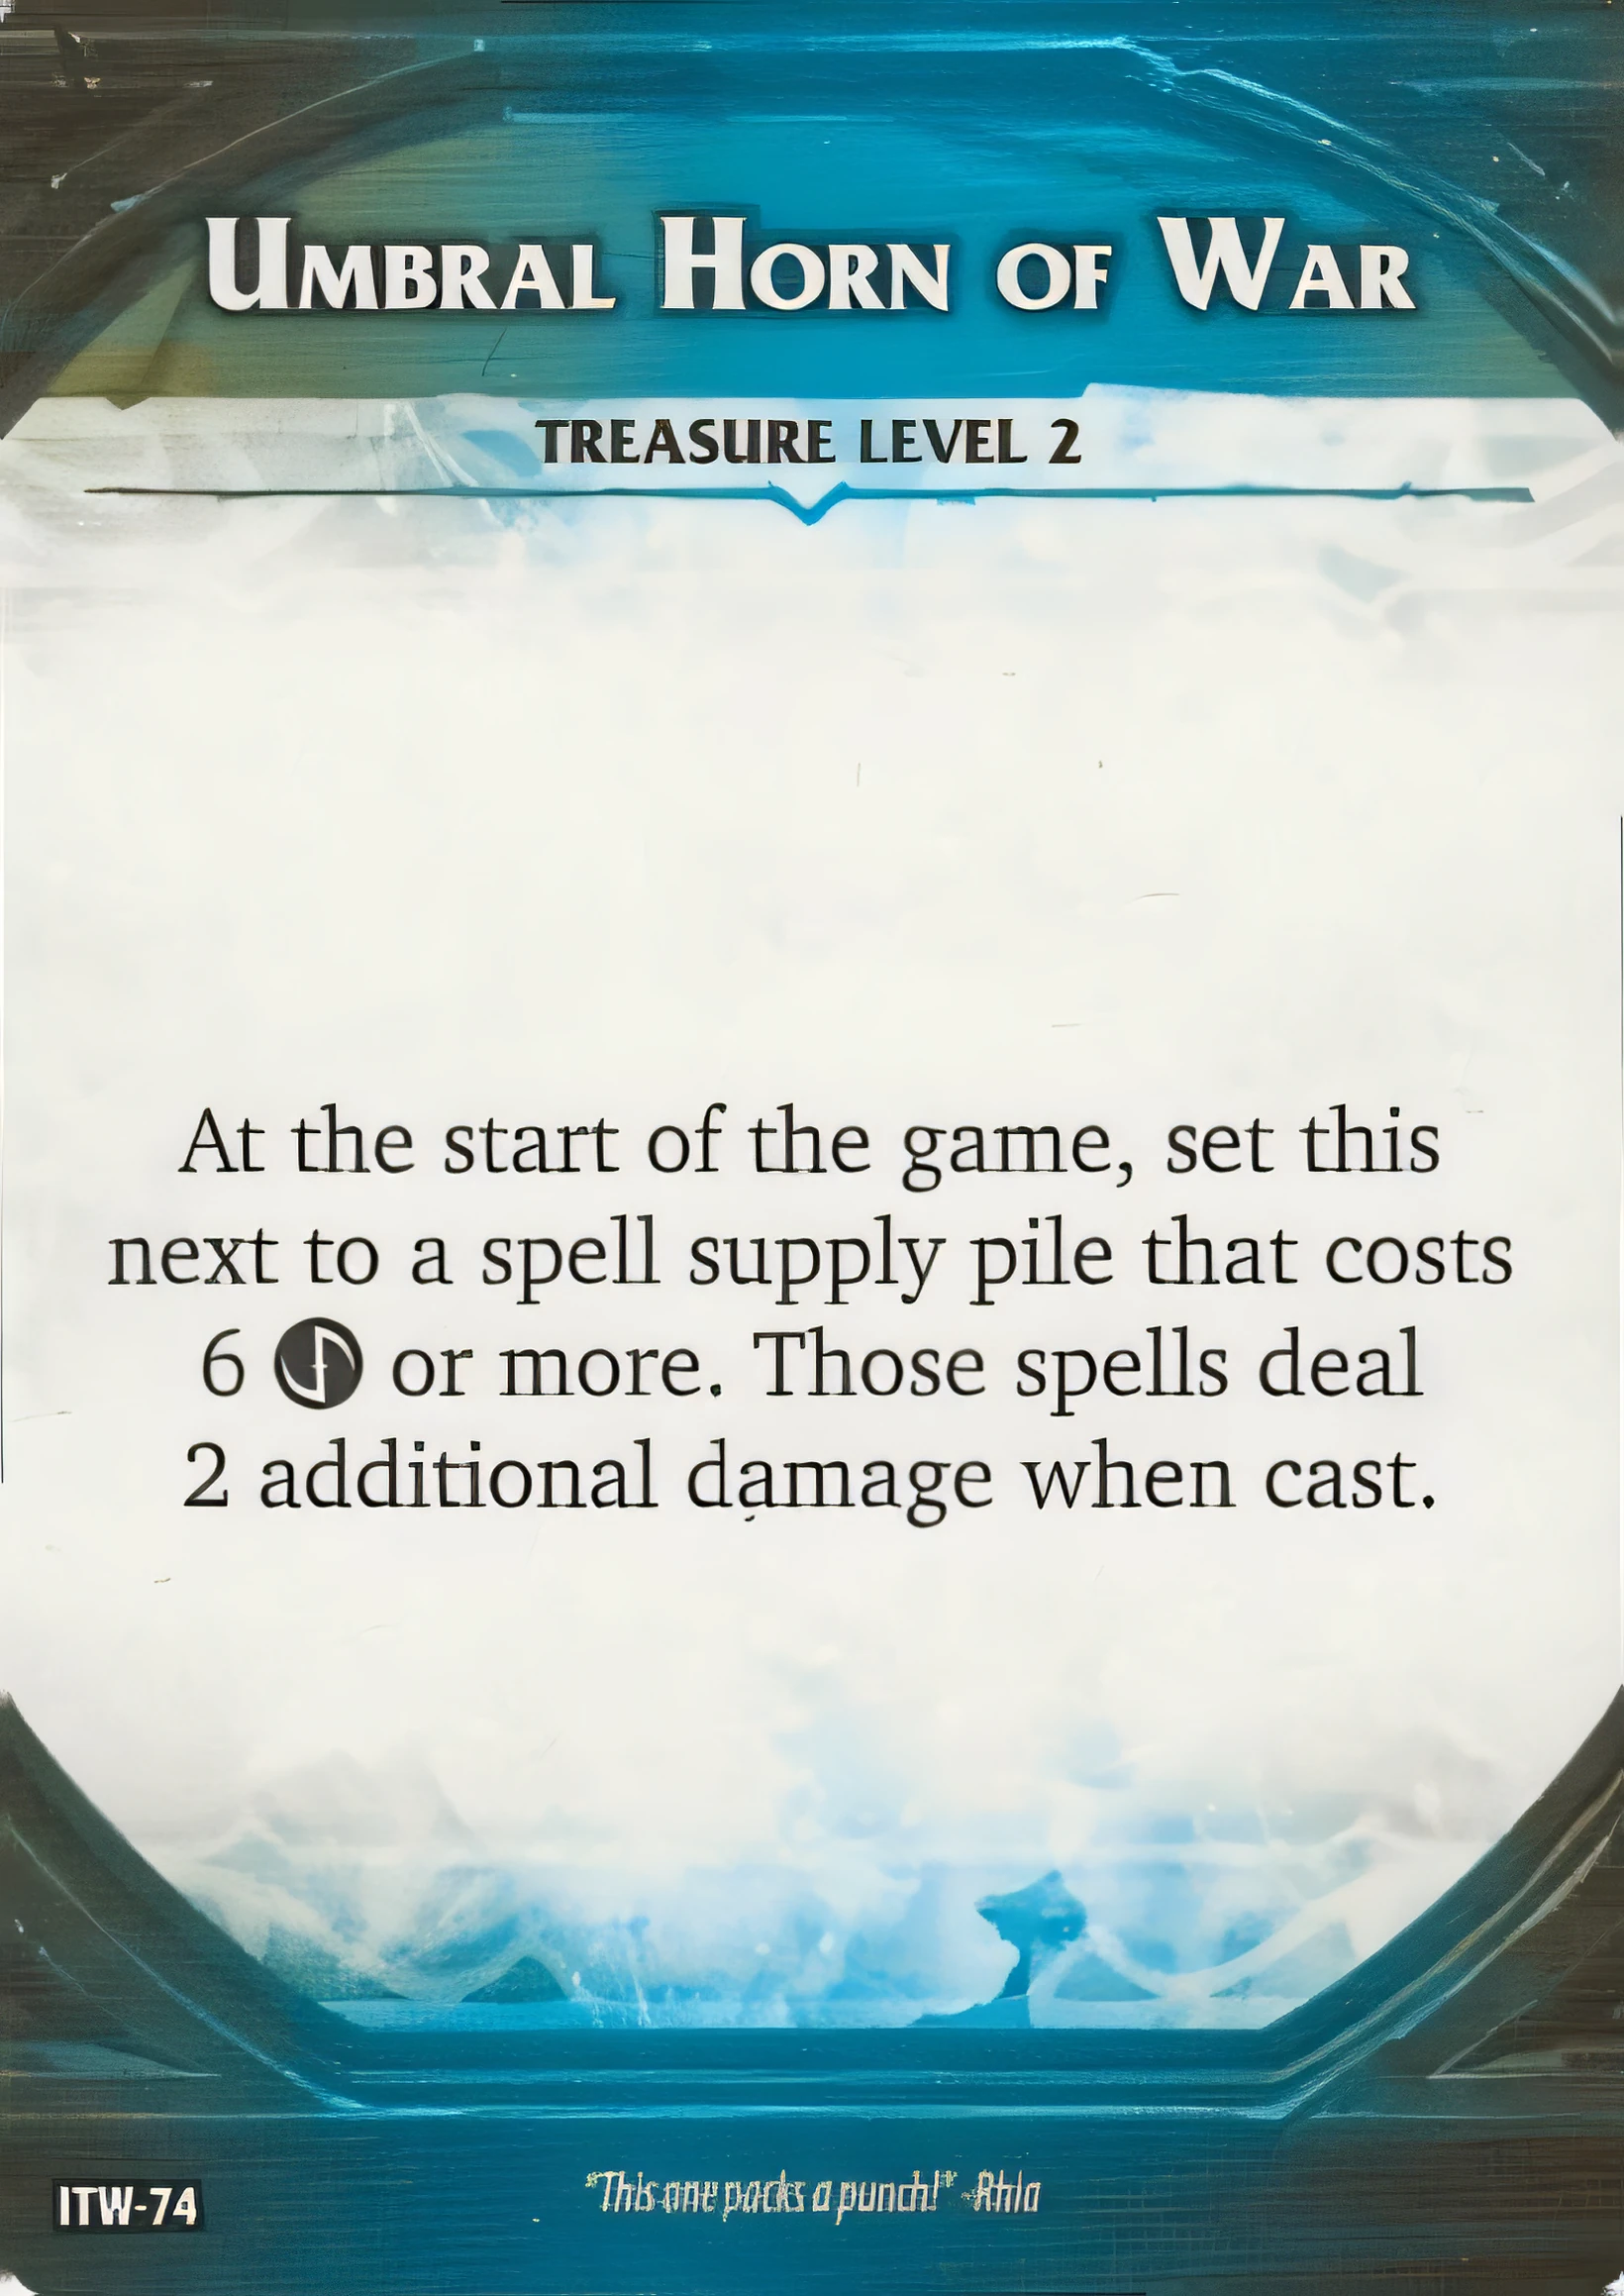 UMBRAL HORN OF WAR
TREASURE LEVEL 2
At the start of the game, set this
next to a spell supply pile that costs
6 or more. Those spells deal
2 additional damage when cast.
ITW-74
"This one packs a punch!" -Rhia